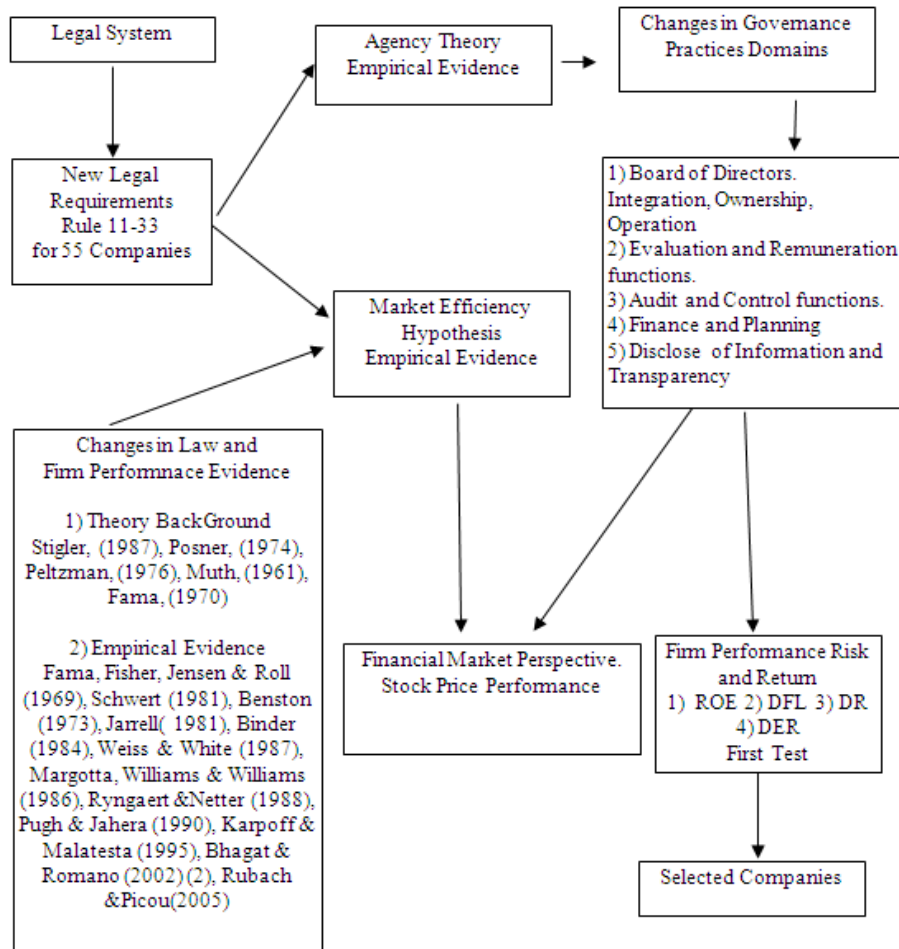 Legal System
Agency Theory
Empirical Evidence
Changes in Governance
Practices Domains
New Legal
Requirements
Rule 11-33
for 55 Companies
1) Board of Directors.
Integration, Ownership,
Operation
2) Evaluation and Remuneration
functions.
3) Audit and Control functions.
4) Finance and Planning
5) Disclose of Information and
Transparency
Market Efficiency
Hypothesis
Empirical Evidence
Changes in Law and
Firm Performnace Evidence
1) Theory BackGround
Stigler, (1987), Posner, (1974),
Peltzman, (1976), Muth, (1961),
Fama, (1970)
2) Empirical Evidence
Fama, Fisher, Jensen & Roll
(1969), Schwert (1981), Benston
(1973), Jarrell( 1981), Binder
(1984), Weiss & White (1987),
Margotta, Williams & Williams
(1986), Ryngaert &Netter (1988),
Pugh & Jahera (1990), Karpoff &
Malatesta (1995), Bhagat &
Romano (2002)(2), Rubach
&Picou(2005)
Financial Market Perspective.
Stock Price Performance
Firm Performance Risk
and Return
1) ROE 2) DFL 3) DR
4) DER
First Test
Selected Companies